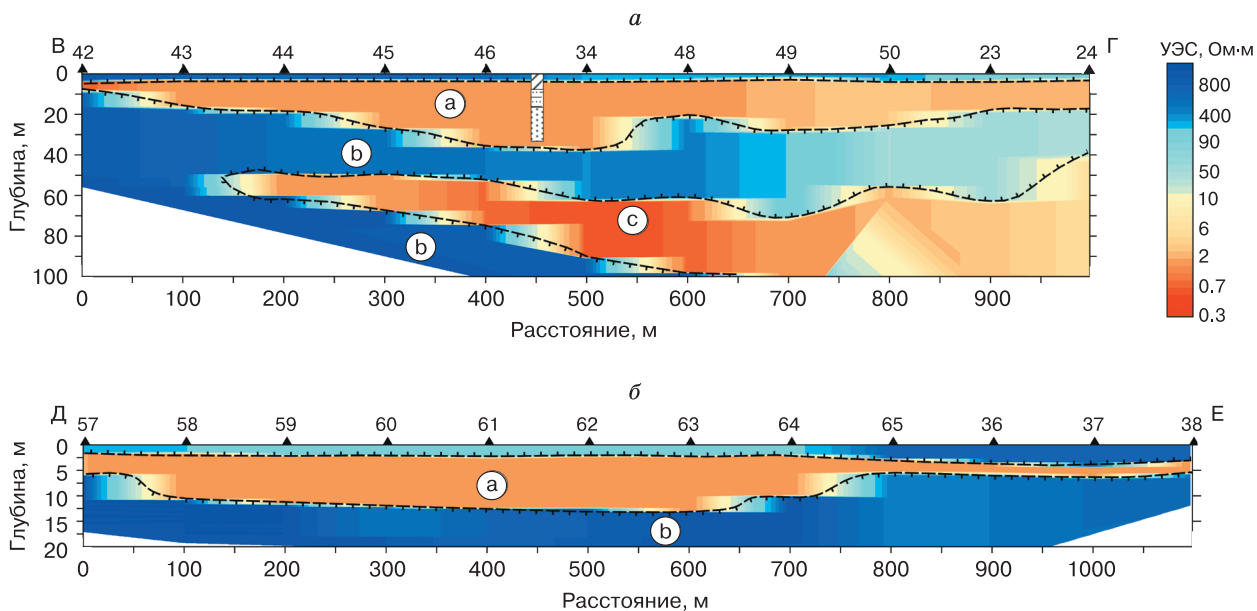 а
В
Г
УЭС, Ом·м
42 43 44 45 46 34 48 49 50 23 24
Глубина, м
0
20
40
60
80
100
a
b
c
b
800
400
90
50
10
6
2
0.7
0.3
0 100 200 300 400 500 600 700 800 900
Расстояние, м
б
Д
Е
57 58 59 60 61 62 63 64 65 36 37 38
Глубина, м
0
5
10
15
20
a
b
0 100 200 300 400 500 600 700 800 900 1000
Расстояние, м